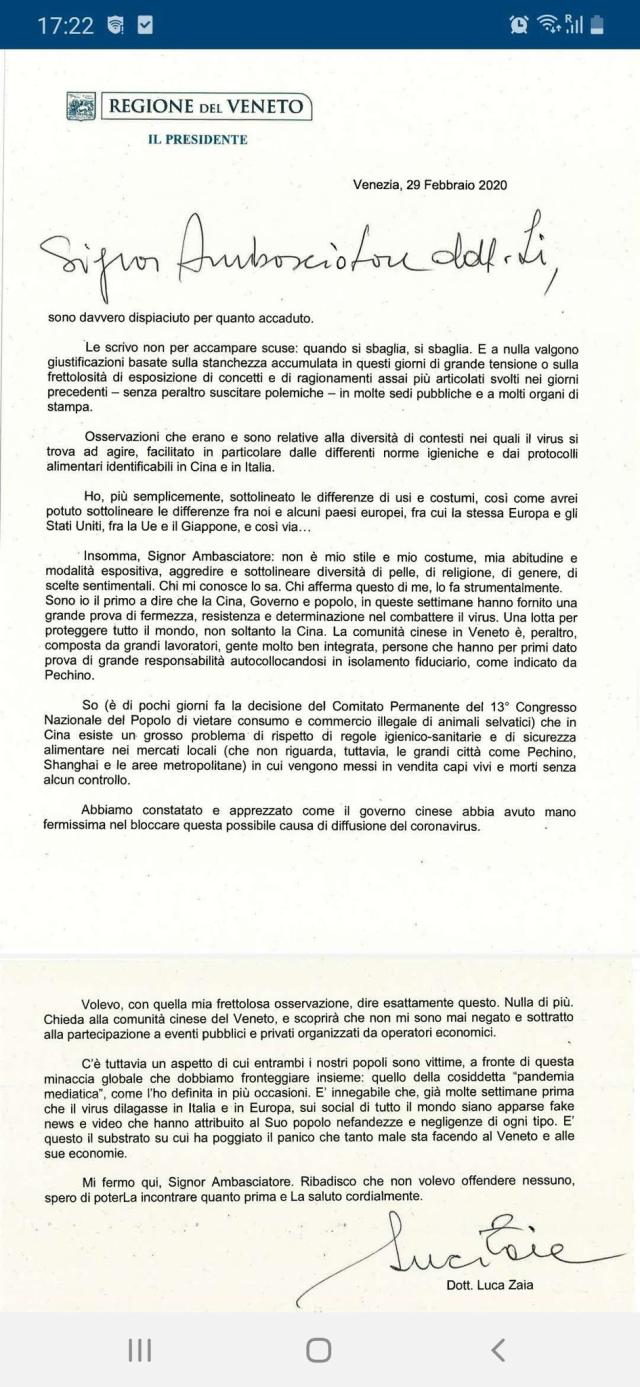 17:22
REGIONE DEL VENETO
IL PRESIDENTE
Venezia, 29 Febbraio 2020
Signor Ambasciatore dott. Li,
sono davvero dispiaciuto per quanto accaduto.
Le scrivo non per accampare scuse: quando si sbaglia, si sbaglia. E a nulla valgono
giustificazioni basate sulla stanchezza accumulata in questi giorni di grande tensione o sulla
frettolosità di esposizione di concetti e di ragionamenti assai più articolati svolti nei giorni
precedenti – senza peraltro suscitare polemiche – in molte sedi pubbliche e a molti organi di
stampa.
Osservazioni che erano e sono relative alla diversità di contesti nei quali il virus si
trova ad agire, facilitato in particolare dalle differenti norme igieniche e dai protocolli
alimentari identificabili in Cina e in Italia.
Ho, più semplicemente, sottolineato le differenze di usi e costumi, così come avrei
potuto sottolineare le differenze fra noi e alcuni paesi europei, fra cui la stessa Europa e gli
Stati Uniti, fra la Ue e il Giappone, e così via…
Insomma, Signor Ambasciatore: non è mio stile e mio costume, mia abitudine e
modalità espositiva, aggredire e sottolineare diversità di pelle, di religione, di genere, di
scelte sentimentali. Chi mi conosce lo sa. Chi afferma questo di me, lo fa strumentalmente.
Sono io il primo a dire che la Cina, Governo e popolo, in queste settimane hanno fornito una
grande prova di fermezza, resistenza e determinazione nel combattere il virus. Una lotta per
proteggere tutto il mondo, non soltanto la Cina. La comunità cinese in Veneto è, peraltro,
composta da grandi lavoratori, gente molto ben integrata, persone che hanno per primi dato
prova di grande responsabilità autocollocandosi in isolamento fiduciario, come indicato da
Pechino.
So (è di pochi giorni fa la decisione del Comitato Permanente del 13° Congresso
Nazionale del Popolo di vietare consumo e commercio illegale di animali selvatici) che in
Cina esiste un grosso problema di rispetto di regole igienico-sanitarie e di sicurezza
alimentare nei mercati locali (che non riguarda, tuttavia, le grandi città come Pechino,
Shanghai e le aree metropolitane) in cui vengono messi in vendita capi vivi e morti senza
alcun controllo.
Abbiamo constatato e apprezzato come il governo cinese abbia avuto mano
fermissima nel bloccare questa possibile causa di diffusione del coronavirus.
Volevo, con quella mia frettolosa osservazione, dire esattamente questo. Nulla di più.
Chieda alla comunità cinese del Veneto, e scoprirà che non mi sono mai negato e sottratto
alla partecipazione a eventi pubblici e privati organizzati da operatori economici.
C'è tuttavia un aspetto di cui entrambi i nostri popoli sono vittime, a fronte di questa
minaccia globale che dobbiamo fronteggiare insieme: quello della cosiddetta "pandemia
mediatica", come l'ho definita in più occasioni. E' innegabile che, già molte settimane prima
che il virus dilagasse in Italia e in Europa, sui social di tutto il mondo siano apparse fake
news e video che hanno attribuito al Suo popolo nefandezze e negligenze di ogni tipo. E'
questo il substrato su cui ha poggiato il panico che tanto male sta facendo al Veneto e alle
sue economie.
Mi fermo qui, Signor Ambasciatore. Ribadisco che non volevo offendere nessuno,
spero di poterLa incontrare quanto prima e La saluto cordialmente.
Luca Zaia
Dott. Luca Zaia